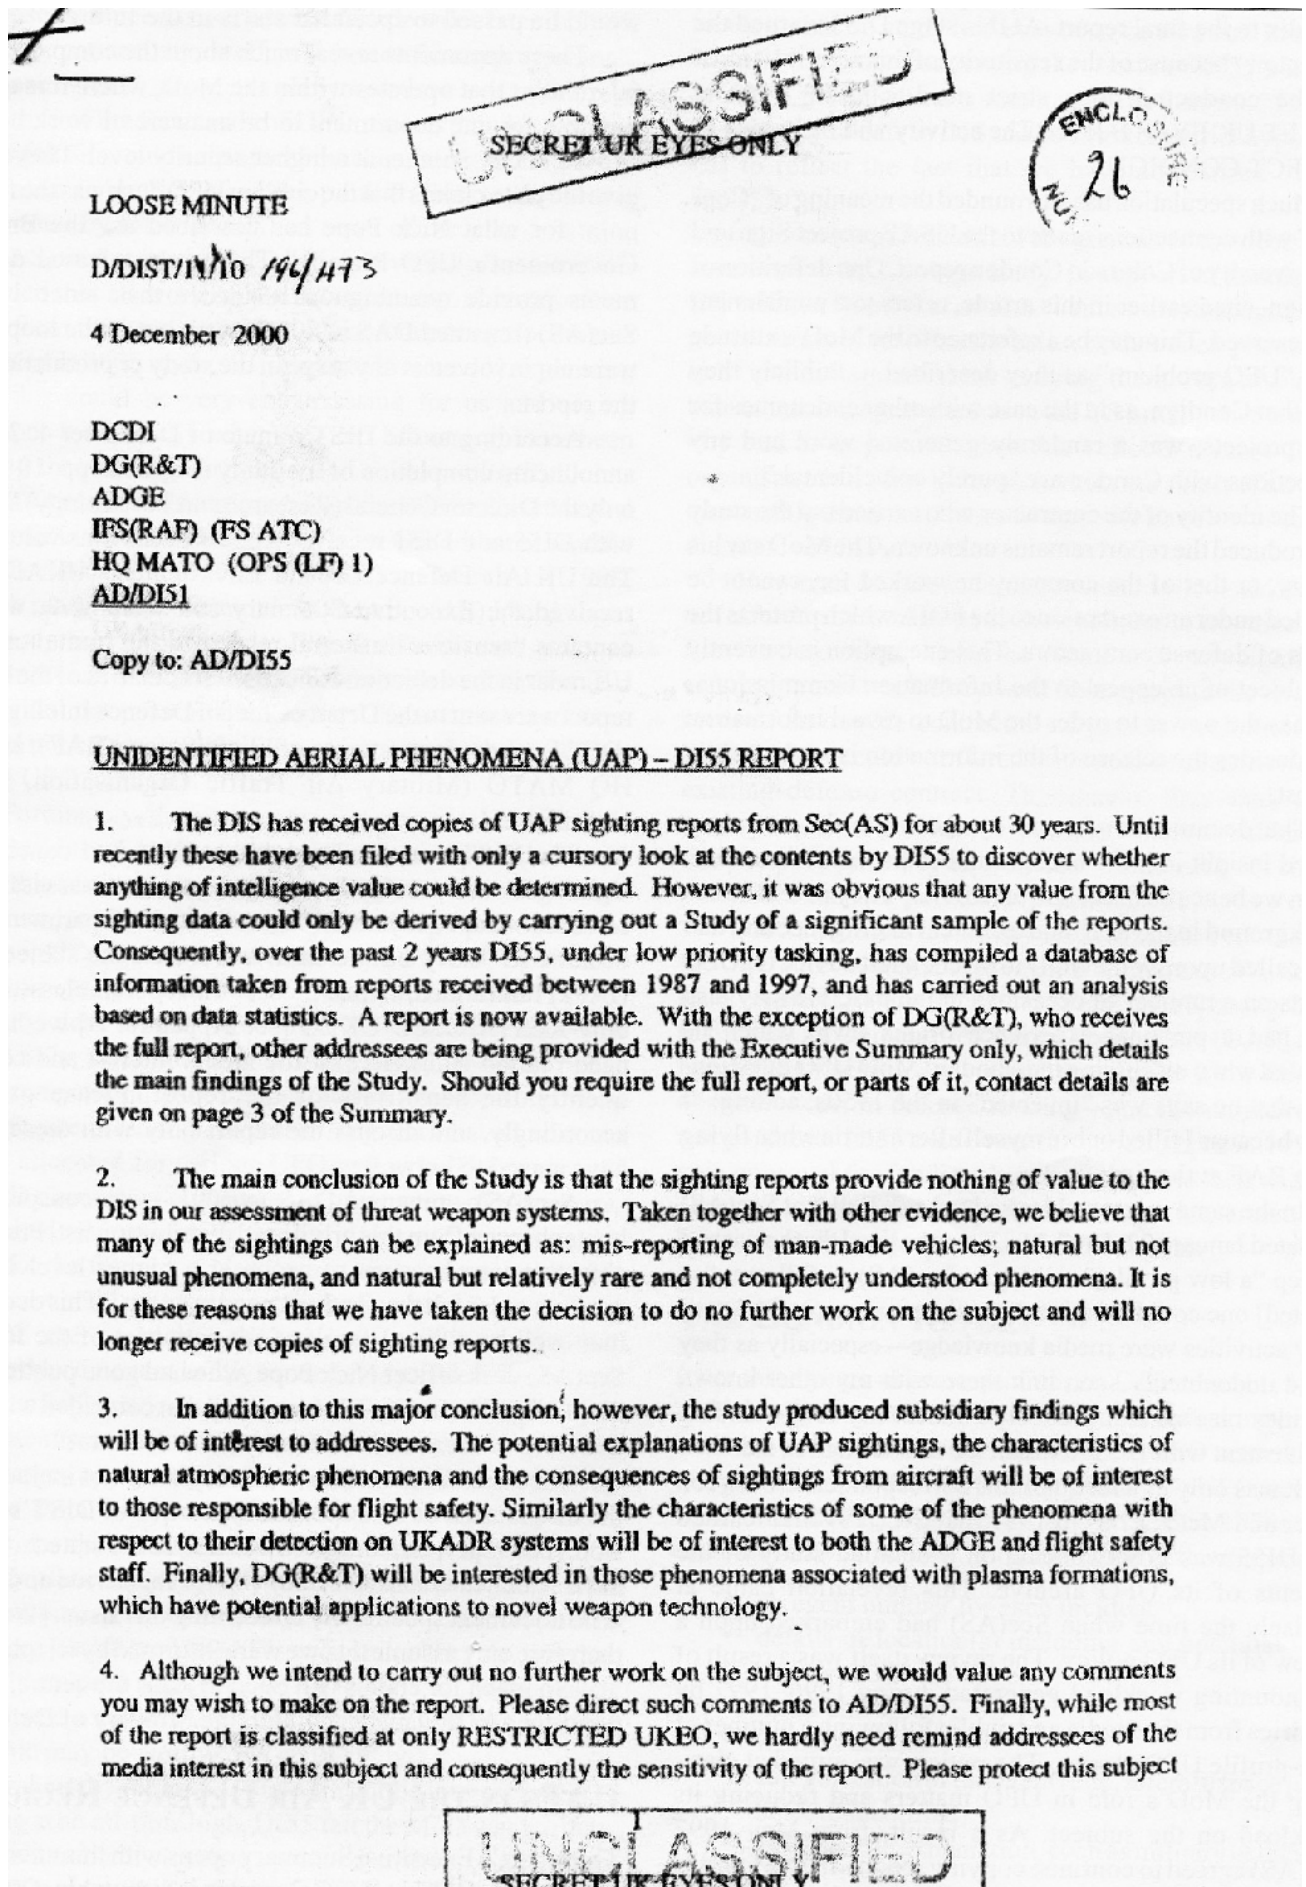 UNCLASSIFIED
SECRET UK EYES ONLY
ENCLOSURE
26
LOOSE MINUTE
D/DIST/11/10 /96/473
4 December 2000
DCDI
DG(R&T)
ADGE
IFS(RAF) (FS ATC)
HQ MATO (OPS (LF) 1)
AD/DI51
Copy to: AD/DI55
UNIDENTIFIED AERIAL PHENOMENA (UAP) – DI55 REPORT
1. The DIS has received copies of UAP sighting reports from Sec(AS) for about 30 years. Until
recently these have been filed with only a cursory look at the contents by DI55 to discover whether
anything of intelligence value could be determined. However, it was obvious that any value from the
sighting data could only be derived by carrying out a Study of a significant sample of the reports.
Consequently, over the past 2 years DI55, under low priority tasking, has compiled a database of
information taken from reports received between 1987 and 1997, and has carried out an analysis
based on data statistics. A report is now available. With the exception of DG(R&T), who receives
the full report, other addressees are being provided with the Executive Summary only, which details
the main findings of the Study. Should you require the full report, or parts of it, contact details are
given on page 3 of the Summary.
2. The main conclusion of the Study is that the sighting reports provide nothing of value to the
DIS in our assessment of threat weapon systems. Taken together with other evidence, we believe that
many of the sightings can be explained as: mis-reporting of man-made vehicles; natural but not
unusual phenomena, and natural but relatively rare and not completely understood phenomena. It is
for these reasons that we have taken the decision to do no further work on the subject and will no
longer receive copies of sighting reports.
3. In addition to this major conclusion, however, the study produced subsidiary findings which
will be of interest to addressees. The potential explanations of UAP sightings, the characteristics of
natural atmospheric phenomena and the consequences of sightings from aircraft will be of interest
to those responsible for flight safety. Similarly the characteristics of some of the phenomena with
respect to their detection on UKADR systems will be of interest to both the ADGE and flight safety
staff. Finally, DG(R&T) will be interested in those phenomena associated with plasma formations,
which have potential applications to novel weapon technology.
4. Although we intend to carry out no further work on the subject, we would value any comments
you may wish to make on the report. Please direct such comments to AD/DI55. Finally, while most
of the report is classified at only RESTRICTED UKEO, we hardly need remind addressees of the
media interest in this subject and consequently the sensitivity of the report. Please protect this subject
1
UNCLASSIFIED
SECRET UK EYES ONLY